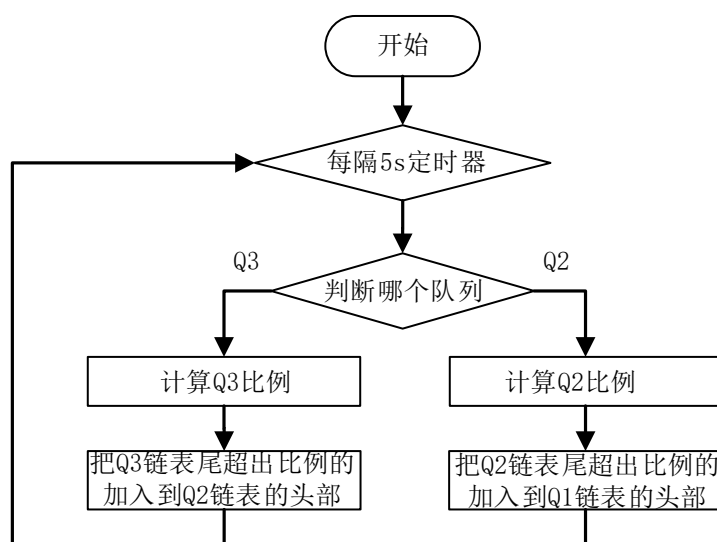 开始
每隔5s定时器
Q3
Q2
判断哪个队列
计算Q3比例
计算Q2比例
把Q3链表尾超出比例的
加入到Q2链表的头部
把Q2链表尾超出比例的
加入到Q1链表的头部